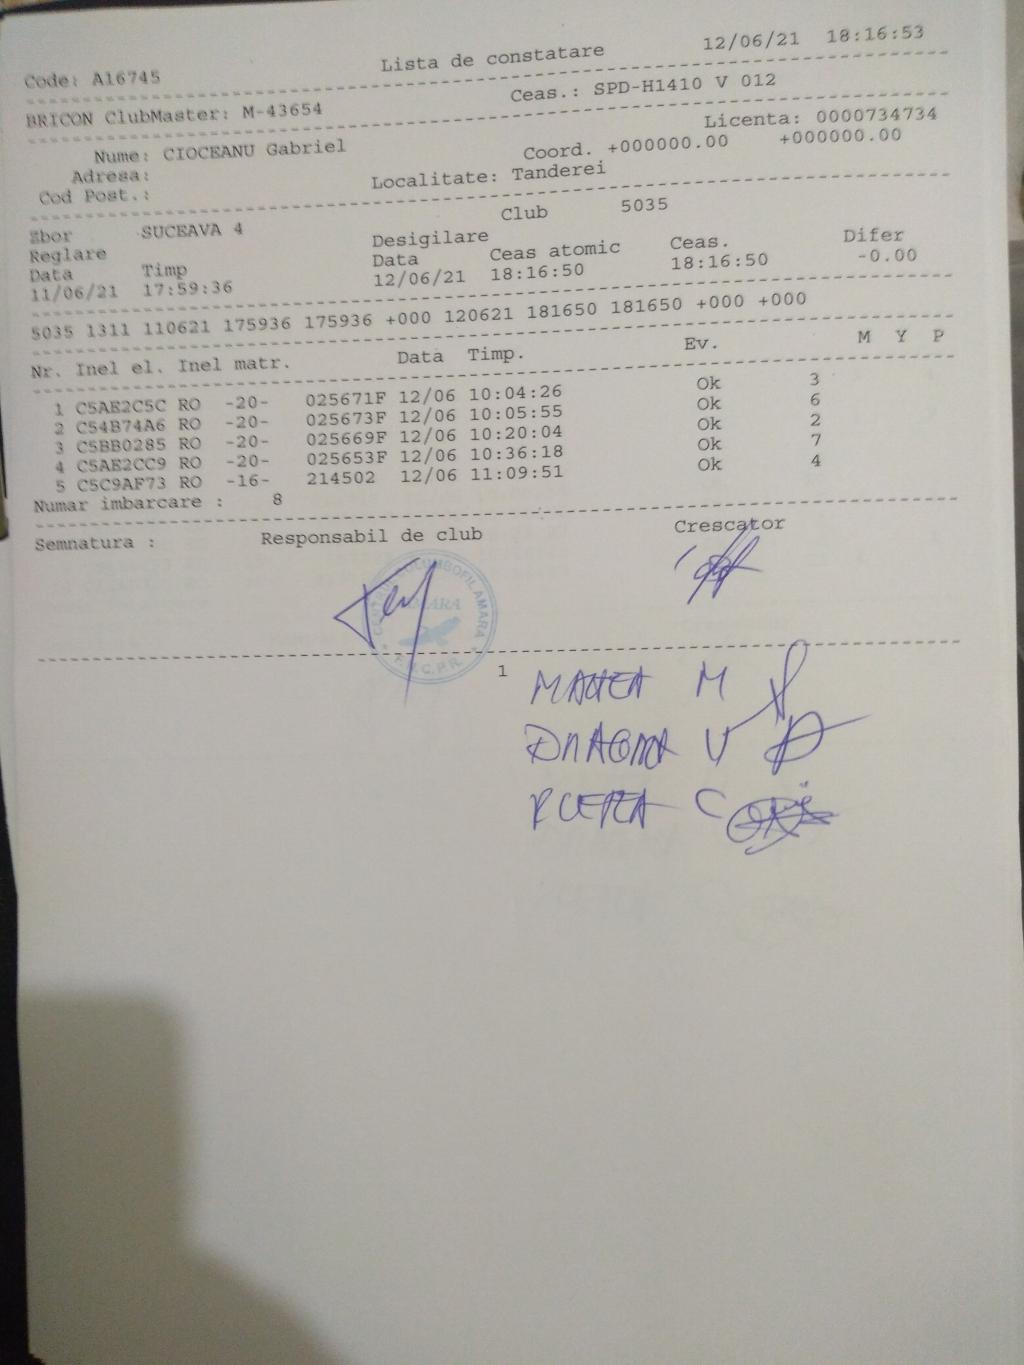 Code: A16745 Lista de constatare 12/06/21 18:16:53
BRICON ClubMaster: M-43654 Ceas.: SPD-H1410 V 012
Licenta: 0000734734
Nume: CIOCEANU Gabriel Coord. +000000.00 +000000.00
Adresa:
Cod Post.: Localitate: Tanderei
Club 5035
Zbor SUCEAVA 4
Reglare Desigilare
Data Timp Data Ceas atomic Ceas. Difer
11/06/21 17:59:36 12/06/21 18:16:50 18:16:50 -0.00
5035 1311 110621 175936 175936 +000 120621 181650 181650 +000 +000
Nr. Inel el. Inel matr. Data Timp. Ev. M Y P
1 C5AE2C5C RO -20- 025671F 12/06 10:04:26 Ok 3
2 C54B74A6 RO -20- 025673F 12/06 10:05:55 Ok 6
3 C5BB0285 RO -20- 025669F 12/06 10:20:04 Ok 2
4 C5AE2CC9 RO -20- 025653F 12/06 10:36:18 Ok 7
5 C5C9AF73 RO -16- 214502 12/06 11:09:51 Ok 4
Numar imbarcare : 8
Semnatura : Responsabil de club Crescator
COLUMBOFIL AMARA
AMARA
F.N.C.P.R.
1
MANEA M
V
C